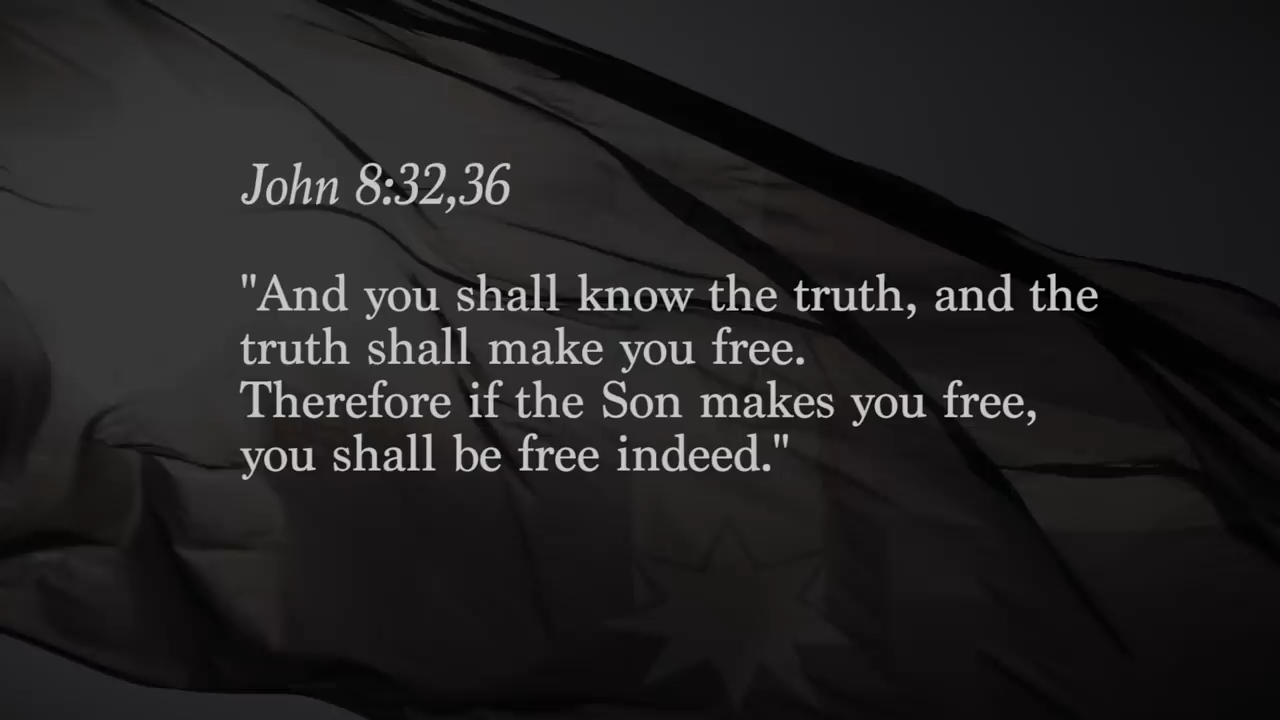 John 8:32,36
"And you shall know the truth, and the
truth shall make you free.
Therefore if the Son makes you free,
you shall be free indeed."